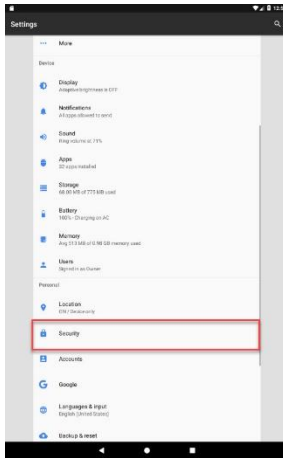 Settings
More
Device
Display
Adaptive brightness is OFF
Notifications
All apps allowed to send
Sound
Ring volume at 71%
Apps
32 apps installed
Storage
Battery
100% - Charging on AC
Memory
Users
Signed in as Owner
Personal
Location
ON / Device only
Security
Accounts
Google
Languages & input
English (United States)
Backup & reset